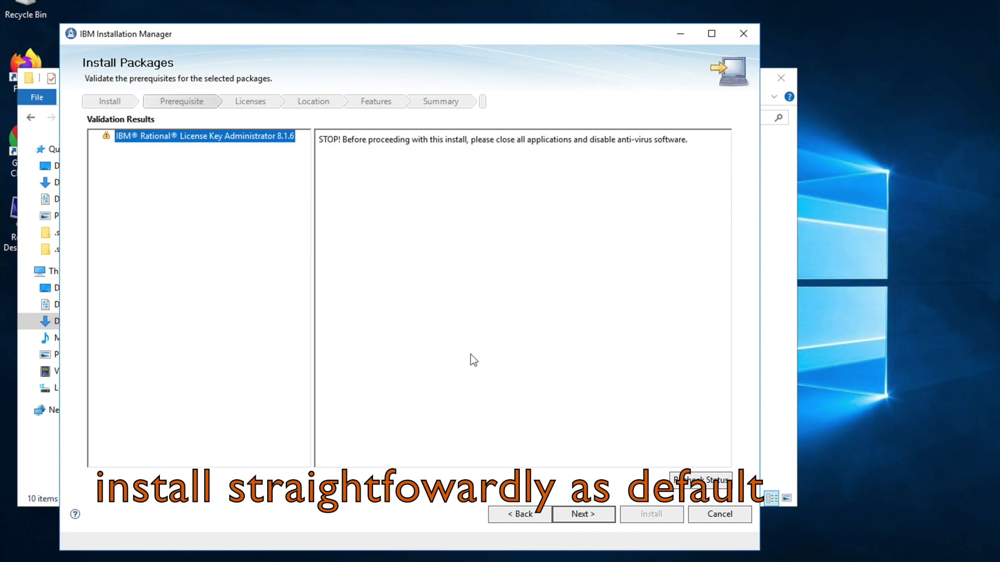 Recycle Bin
IBM Installation Manager
Install Packages
Validate the prerequisites for the selected packages.
File
Install
Prerequisite
Licenses
Location
Features
Summary
Validation Results
IBM® Rational® License Key Administrator 8.1.6
STOP! Before proceeding with this install, please close all applications and disable anti-virus software.
F
Qu
G
D
C
D
D
P
.s
R
.s
Des
Th
D
D
D
M
P
V
L
Ne
Recheck Status
install straightfowardly as default
10 items
< Back
Next >
Install
Cancel